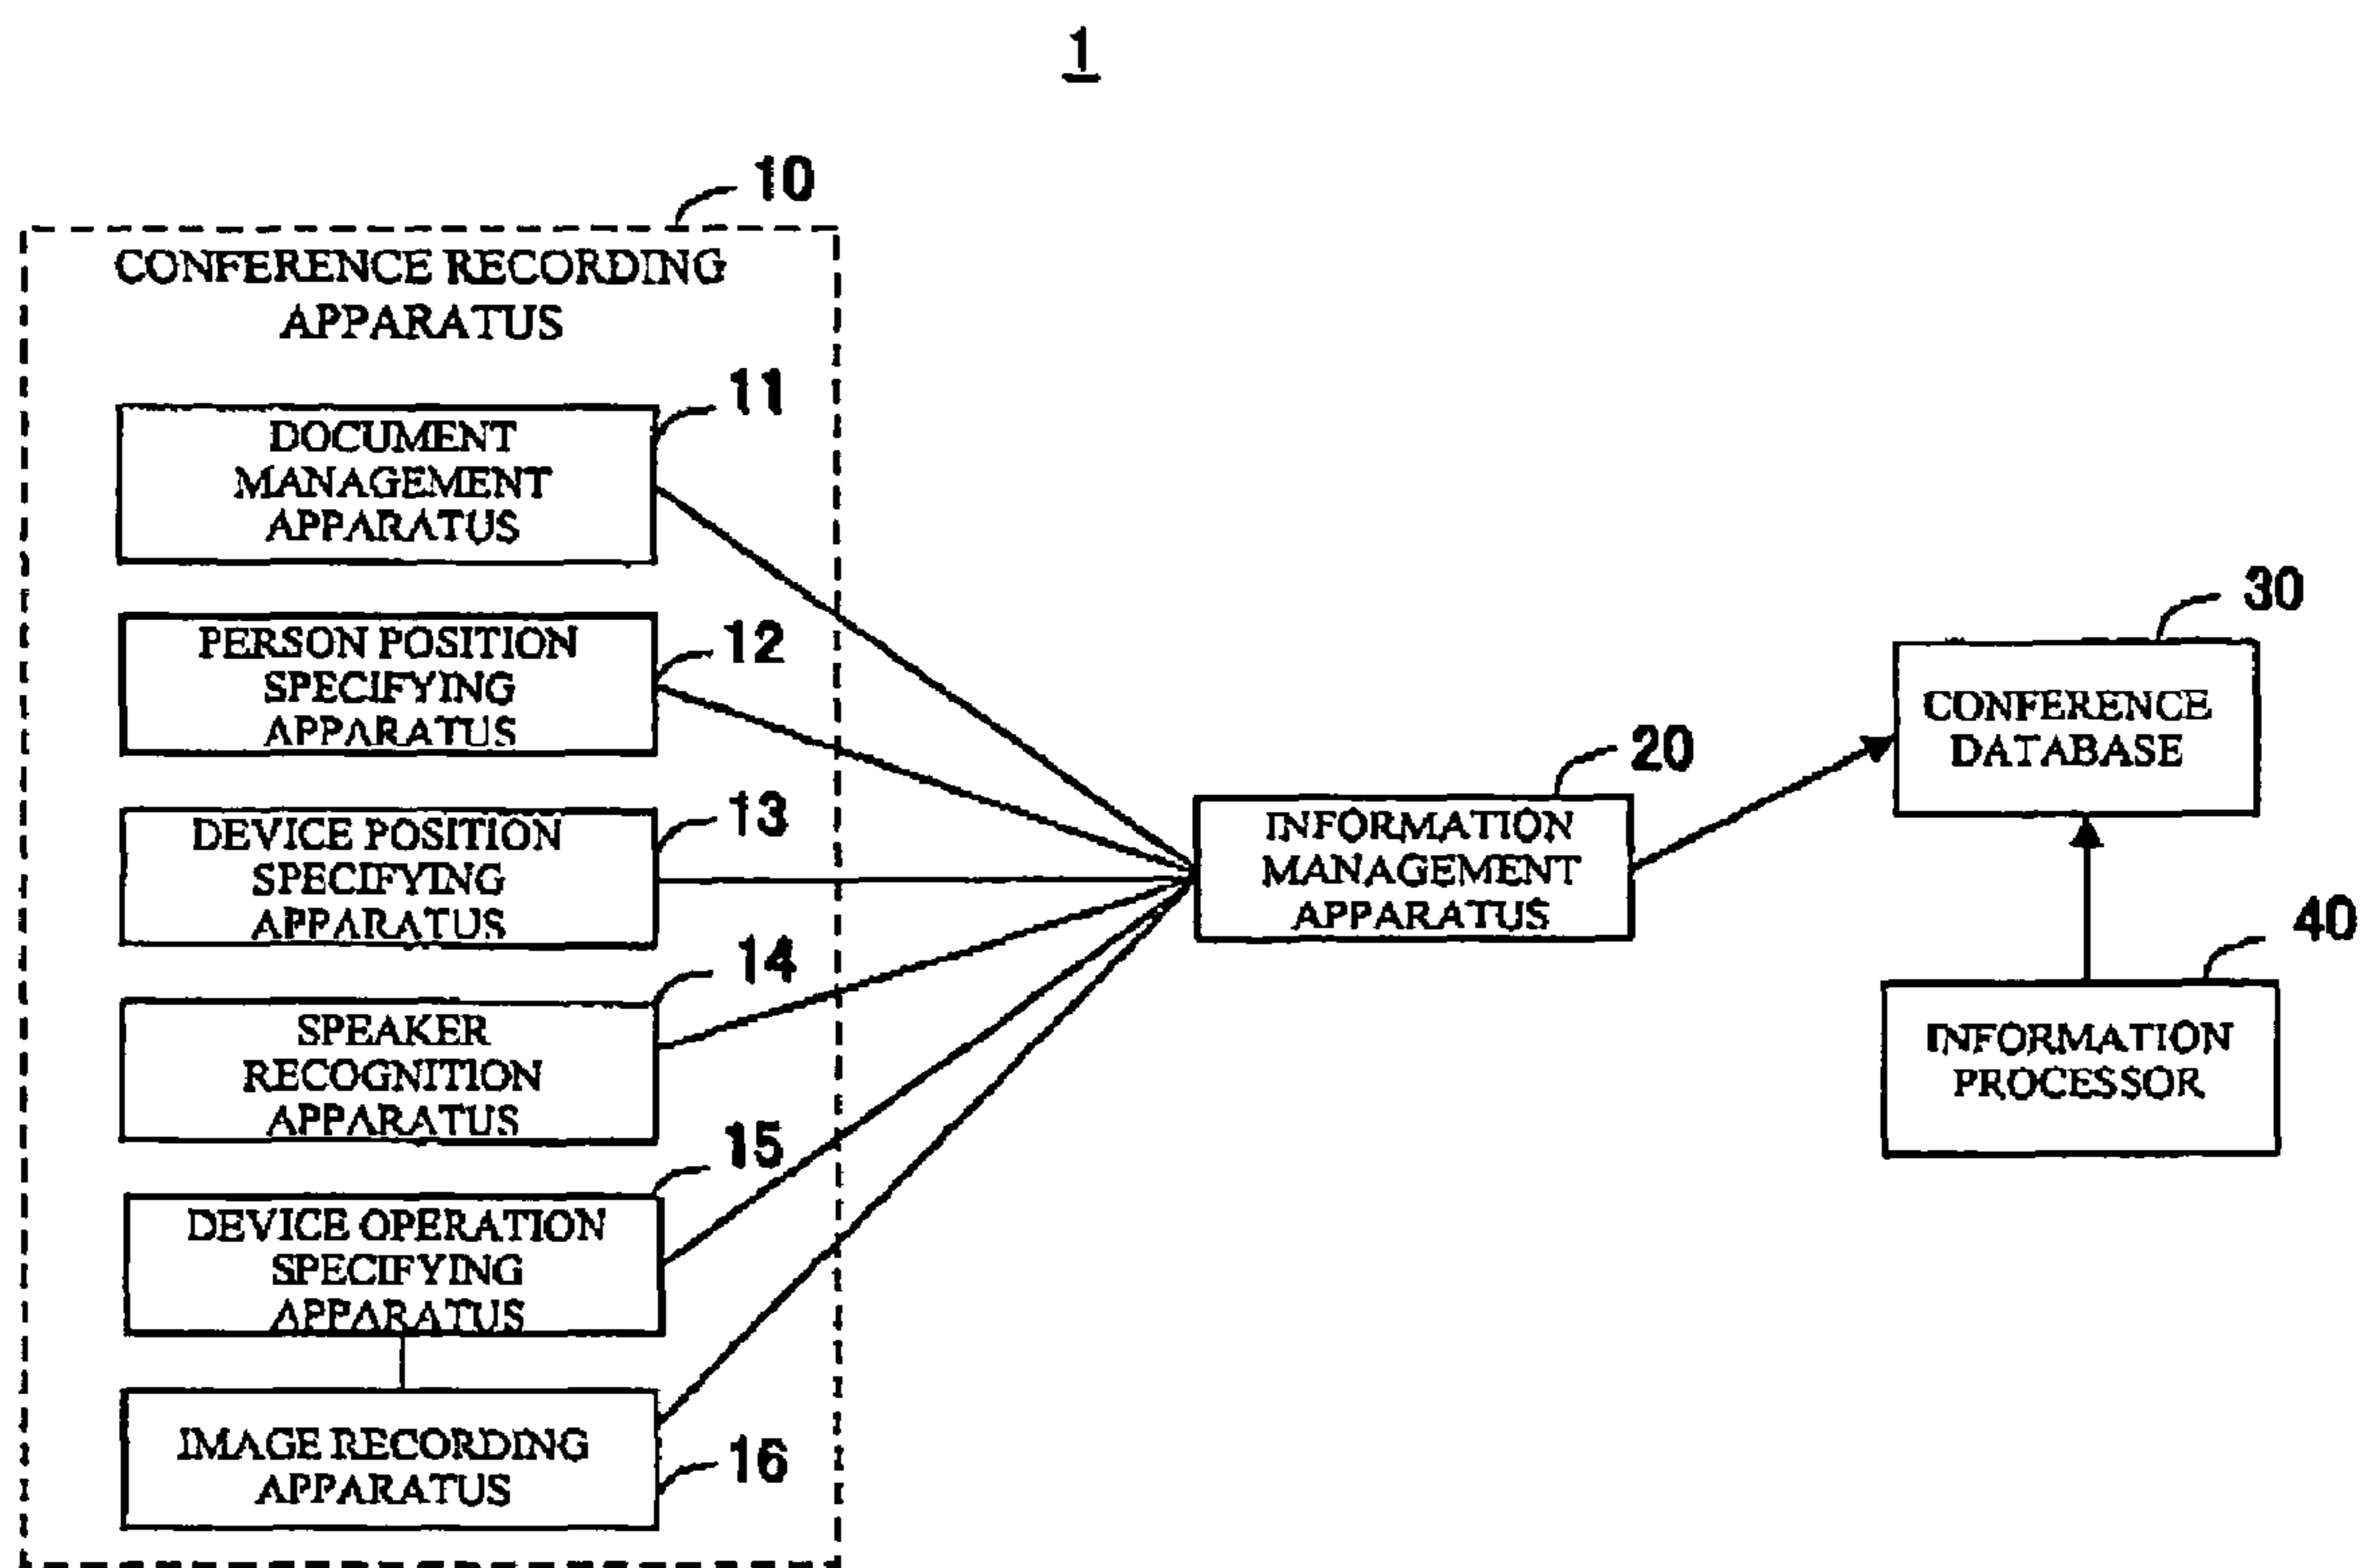 1
10
CONFERENCE RECORDING
APPARATUS
11
DOCUMENT
MANAGEMENT
APPARATUS
12
PERSON POSITION
SPECIFYING
APPARATUS
13
DEVICE POSITION
SPECIFYING
APPARATUS
14
SPEAKER
RECOGNITION
APPARATUS
15
DEVICE OPERATION
SPECIFYING
APPARATUS
16
IMAGE RECORDING
APPARATUS
20
INFORMATION
MANAGEMENT
APPARATUS
30
CONFERENCE
DATABASE
40
INFORMATION
PROCESSOR